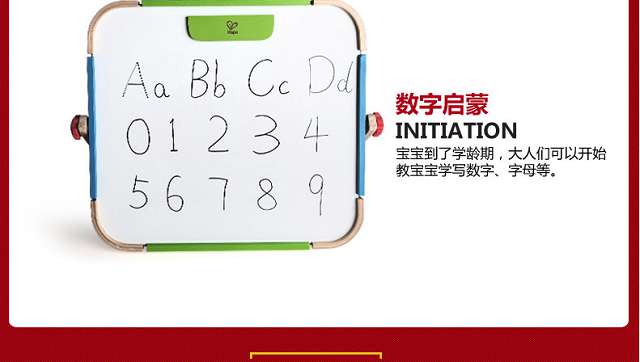 Hape
Aa Bb Cc Dd
0 1 2 3 4
5 6 7 8 9
数字启蒙
INITIATION
宝宝到了学龄期，大人们可以开始
教宝宝学写数字、字母等。